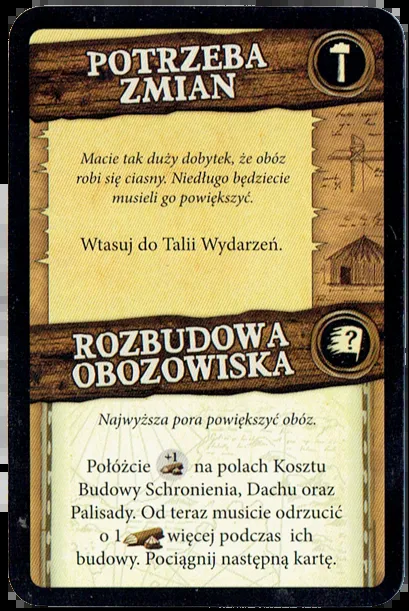 POTRZEBA
ZMIAN
Macie tak duży dobytek, że obóz
robi się ciasny. Niedługo będziecie
musieli go powiększyć.
Wtasuj do Talii Wydarzeń.
ROZBUDOWA
OBOZOWISKA
?
Najwyższa pora powiększyć obóz.
Połóżcie +1 na polach Kosztu
Budowy Schronienia, Dachu oraz
Palisady. Od teraz musicie odrzucić
o 1 więcej podczas ich
budowy. Pociągnij następną kartę.